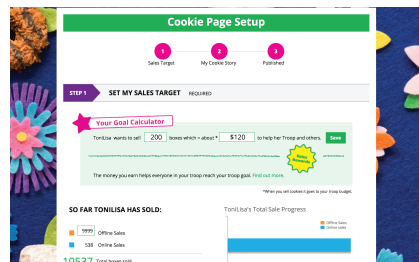 Cookie Page Setup
1 2 3
Sales Target My Cookie Story Published
STEP 1 SET MY SALES TARGET REQUIRED
Your Goal Calculator
ToniLisa wants to sell 200 boxes which = about * $120 to help her Troop and others. Save
Sales Rewards
The money you earn helps everyone in your troop reach your troop goal. Find out more.
*When you sell cookies it goes to your troop budget.
SO FAR TONILISA HAS SOLD: ToniLisa's Total Sale Progress
9999 Offline Sales
538 Online Sales
Offline Sales
Online sales
10537 Total boxes sold